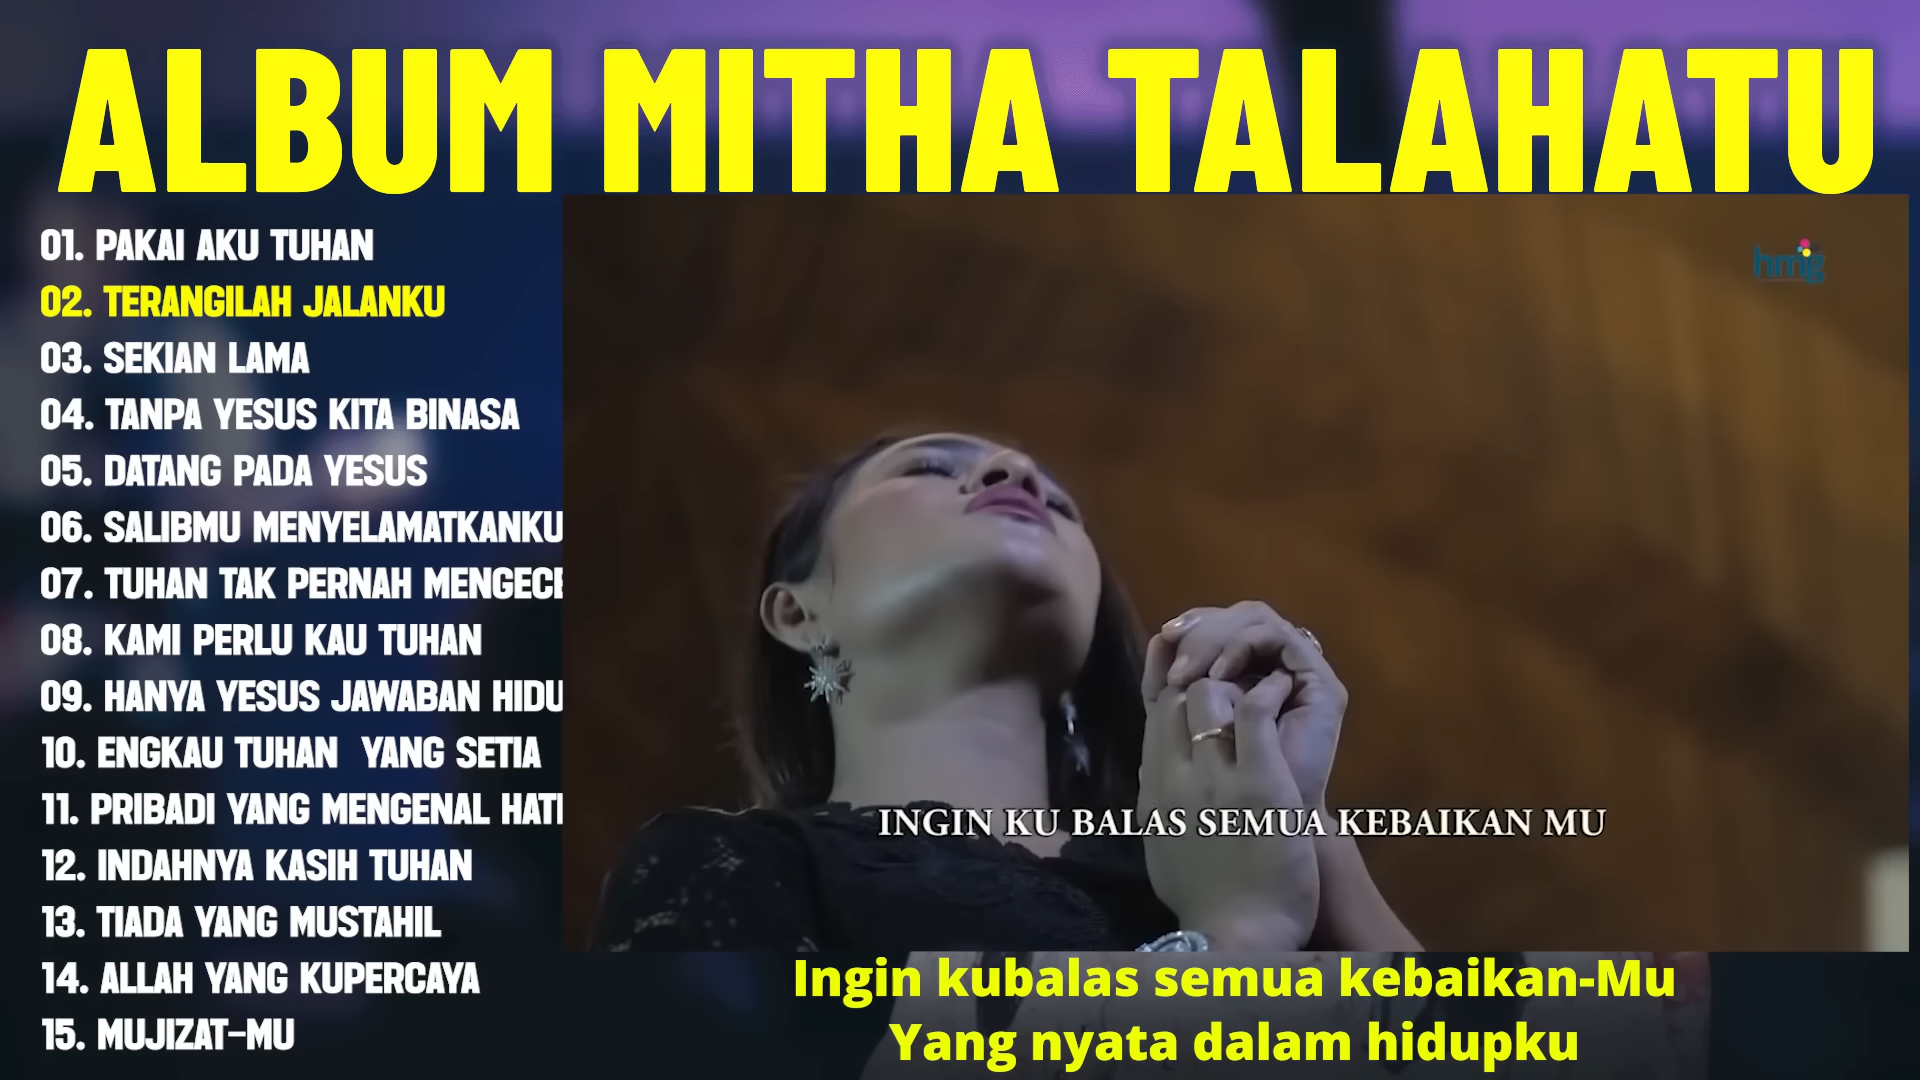 ALBUM MITHA TALAHATU
01. PAKAI AKU TUHAN
02. TERANGILAH JALANKU
03. SEKIAN LAMA
04. TANPA YESUS KITA BINASA
05. DATANG PADA YESUS
06. SALIBMU MENYELAMATKANKU
07. TUHAN TAK PERNAH
08. KAMI PERLU KAU TUHAN
09. HANYA YESUS JAWABAN
10. ENGKAU TUHAN  YANG SETIA
11. PRIBADI YANG MENGENAL HATI
12. INDAHNYA KASIH TUHAN
13. TIADA YANG MUSTAHIL
14. ALLAH YANG KUPERCAYA
15. MUJIZAT-MU
hmg
INGIN KU BALAS SEMUA KEBAIKAN MU
Ingin kubalas semua kebaikan-Mu
Yang nyata dalam hidupku